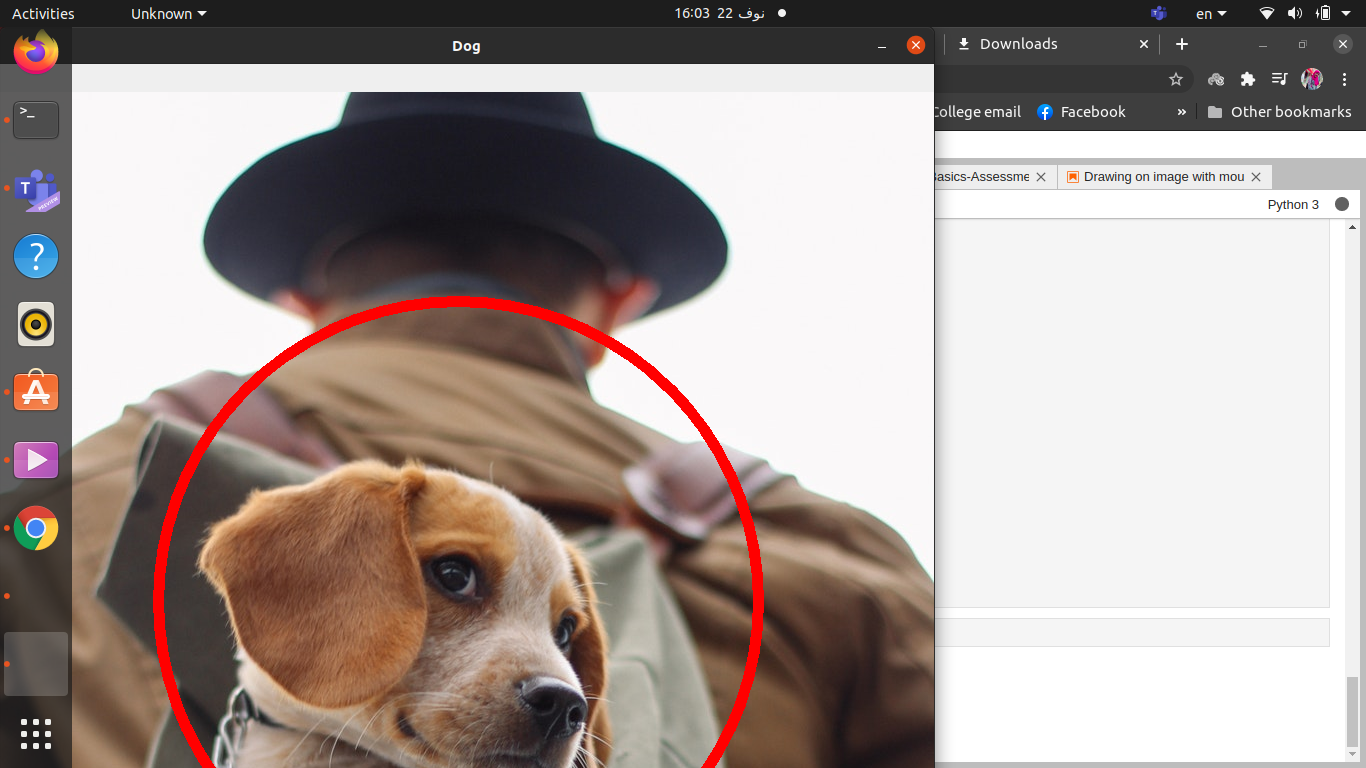 Activities
Unknown
16:03 22 نوف
en
Dog
Downloads
College email
Facebook
»
Other bookmarks
Basics-Assessme
Drawing on image with mou
Python 3
>_
T
PREVIEW
?
A